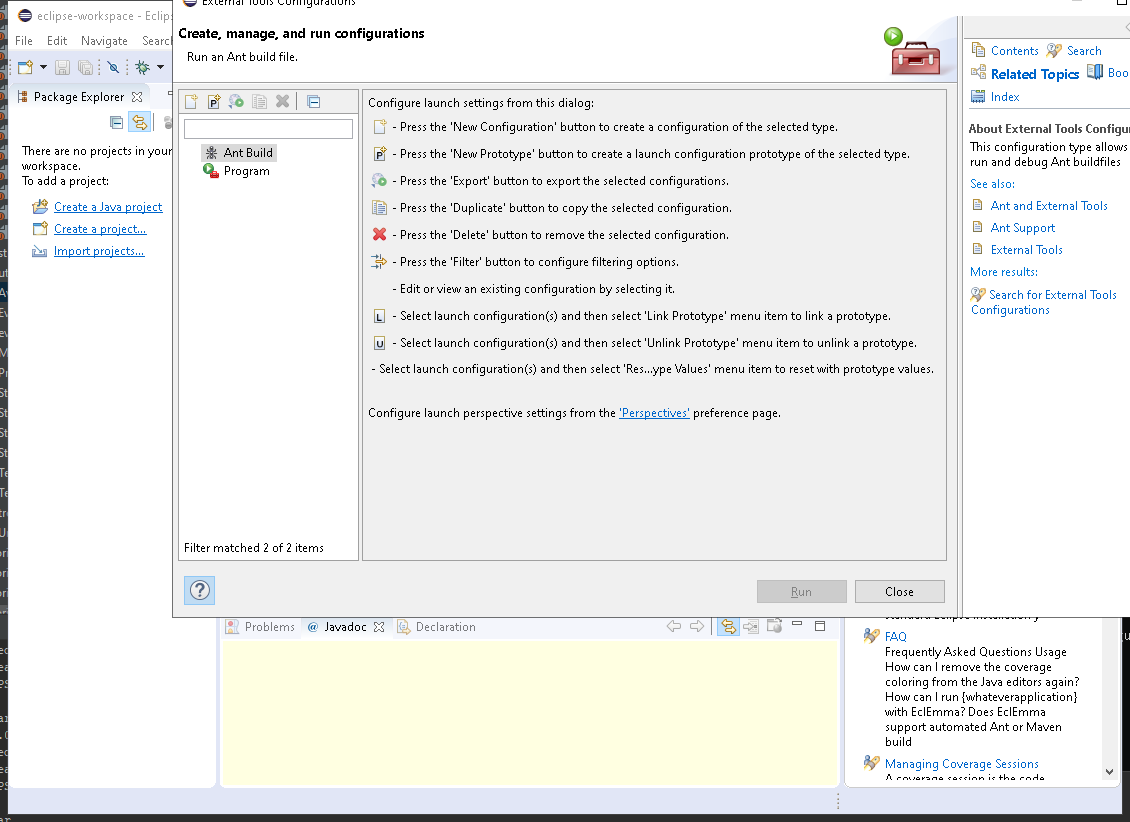 eclipse-workspace - Eclips
External Tools Configurations
File Edit Navigate Search
Create, manage, and run configurations
Run an Ant build file.
Package Explorer
There are no projects in your
workspace.
To add a project:
Create a Java project
Create a project...
Import projects...
Ant Build
Program
Filter matched 2 of 2 items
Configure launch settings from this dialog:
- Press the 'New Configuration' button to create a configuration of the selected type.
- Press the 'New Prototype' button to create a launch configuration prototype of the selected type.
- Press the 'Export' button to export the selected configurations.
- Press the 'Duplicate' button to copy the selected configuration.
- Press the 'Delete' button to remove the selected configuration.
- Press the 'Filter' button to configure filtering options.
- Edit or view an existing configuration by selecting it.
L - Select launch configuration(s) and then select 'Link Prototype' menu item to link a prototype.
U - Select launch configuration(s) and then select 'Unlink Prototype' menu item to unlink a prototype.
- Select launch configuration(s) and then select 'Res...ype Values' menu item to reset with prototype values.
Configure launch perspective settings from the 'Perspectives' preference page.
Run Close
Contents Search
Related Topics Boo
Index
About External Tools Configu
This configuration type allows
run and debug Ant buildfiles
See also:
Ant and External Tools
Ant Support
External Tools
More results:
Search for External Tools
Configurations
Problems @ Javadoc Declaration
FAQ
Frequently Asked Questions Usage
How can I remove the coverage
coloring from the Java editors again?
How can I run {whateverapplication}
with EclEmma? Does EclEmma
support automated Ant or Maven
build
Managing Coverage Sessions
A coverage session is the code